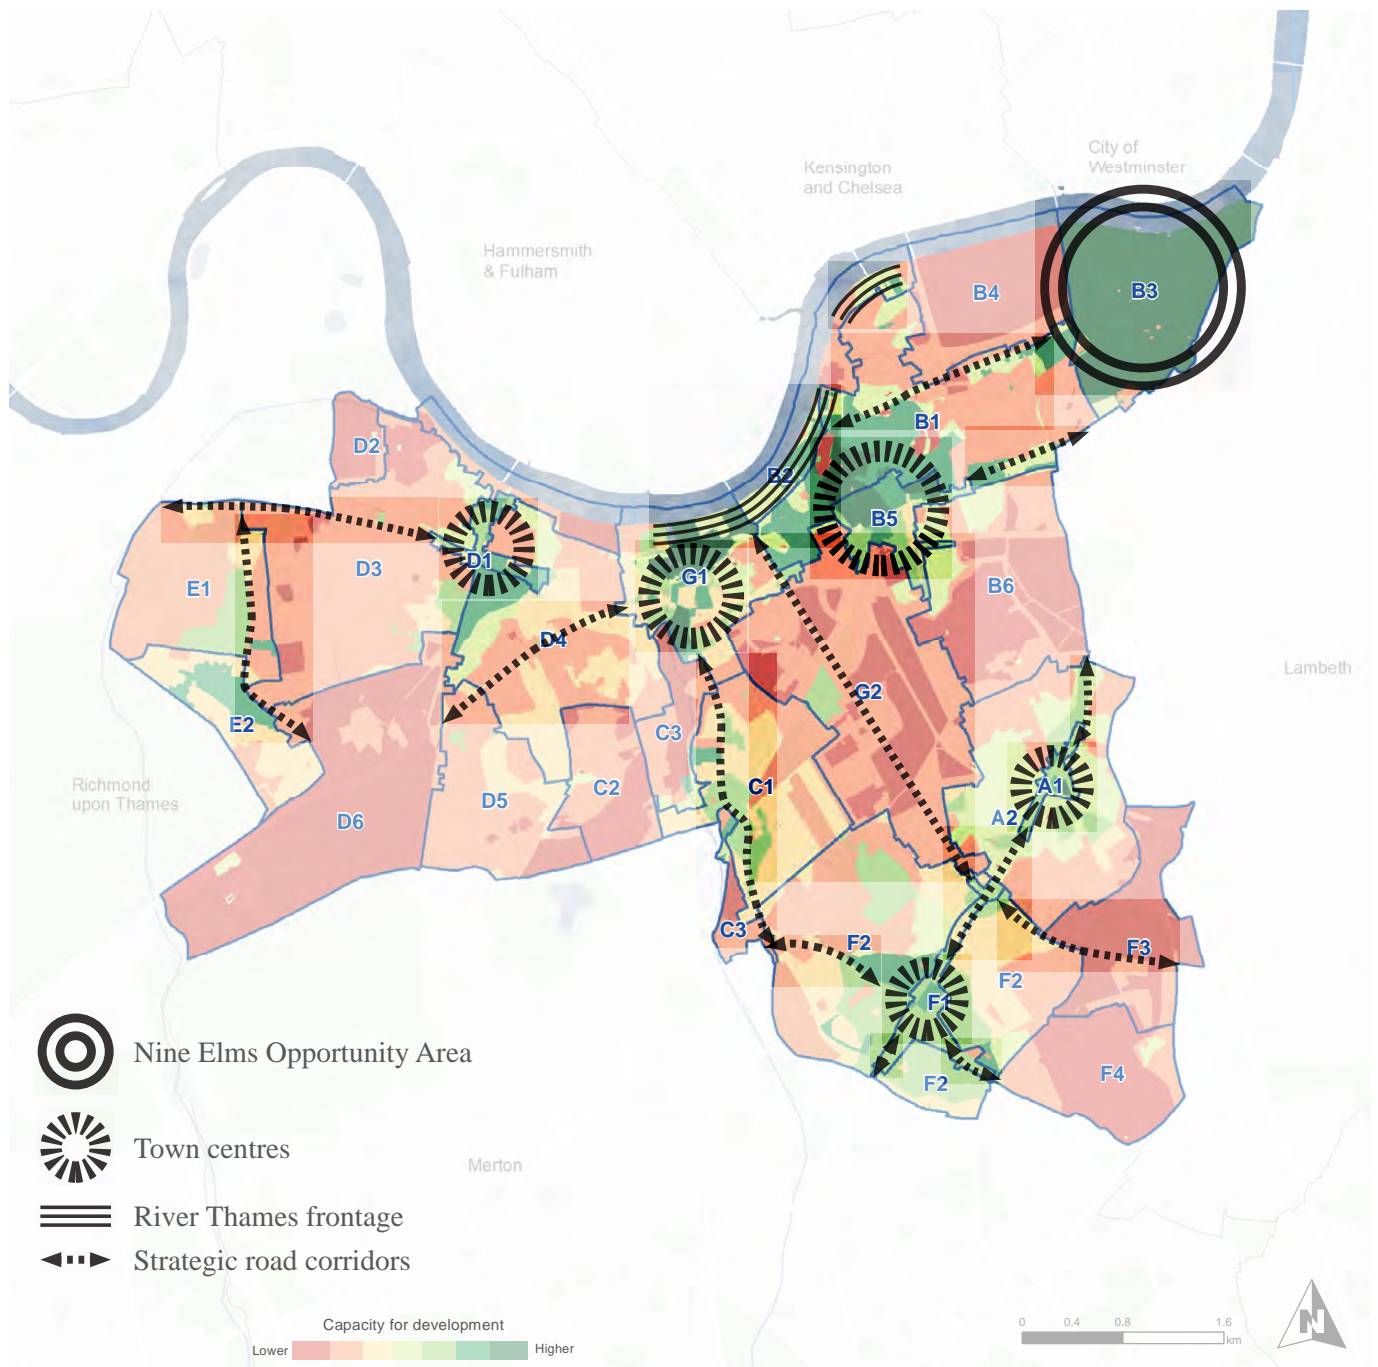 City of
Westminster
Kensington
and Chelsea
Hammersmith
& Fulham
B4
B3
B1
D2
B2
B5
D1
D3
G1
E1
B6
D4
Lambeth
G2
E2
C3
Richmond
upon Thames
C1
C2
A1
D5
A2
D6
C3
F2
F3
F2
F1
Nine Elms Opportunity Area
F4
F2
Town centres
Merton
River Thames frontage
Strategic road corridors
Capacity for development
Lower
Higher
0 0.4 0.8 1.6
km
N